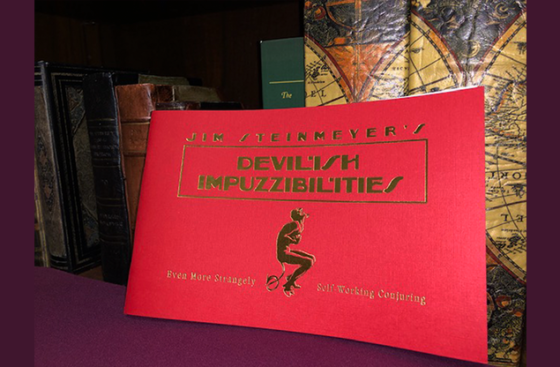 The
JIM STEINMEYER'S
DEVILISH
IMPUZZIBILITIES
Even More Strangely
Self-Working Conjuring